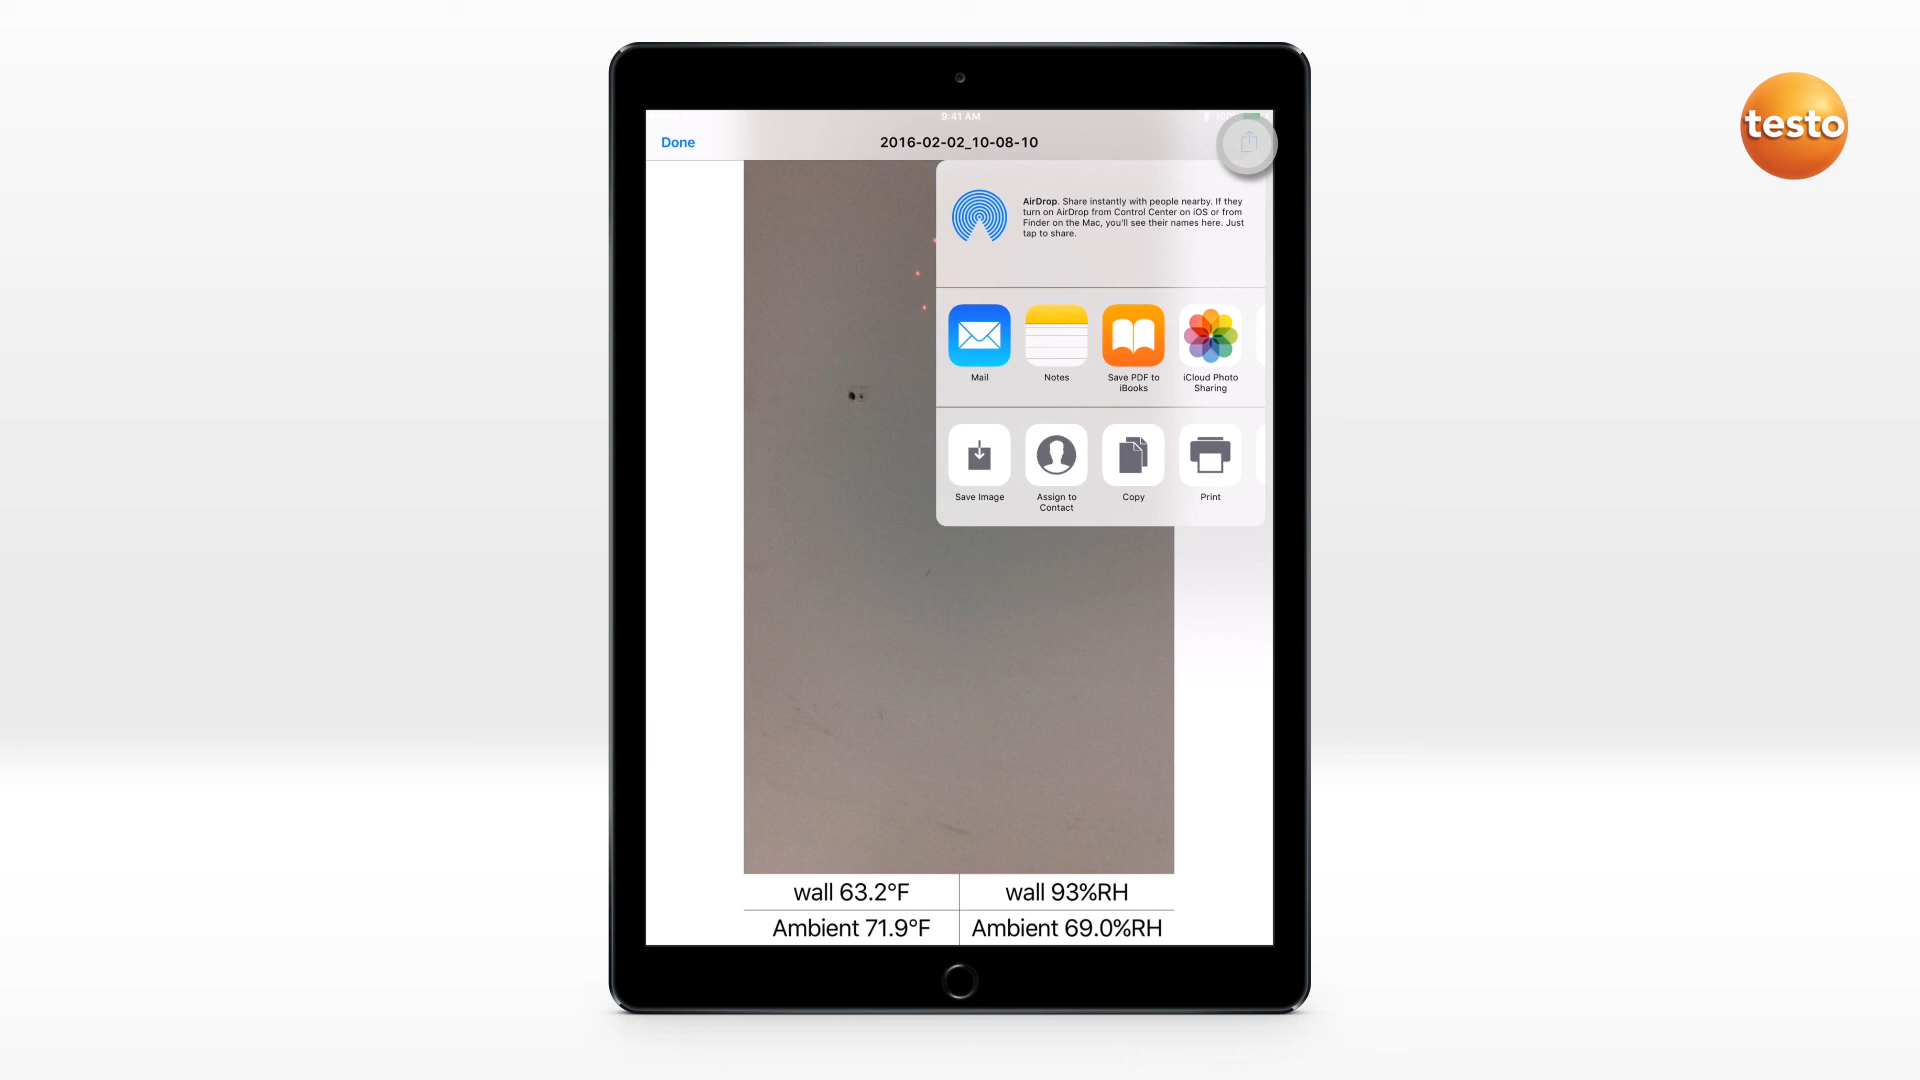 testo
9:41 AM
Done
2016-02-02_10-08-10
AirDrop. Share instantly with people nearby. If they
turn on AirDrop from Control Center on iOS or from
Finder on the Mac, you'll see their names here. Just
tap to share.
Mail
Notes
Save PDF to
iBooks
iCloud Photo
Sharing
Save Image
Assign to
Contact
Copy
Print
wall 63.2°F
wall 93%RH
Ambient 71.9°F
Ambient 69.0%RH